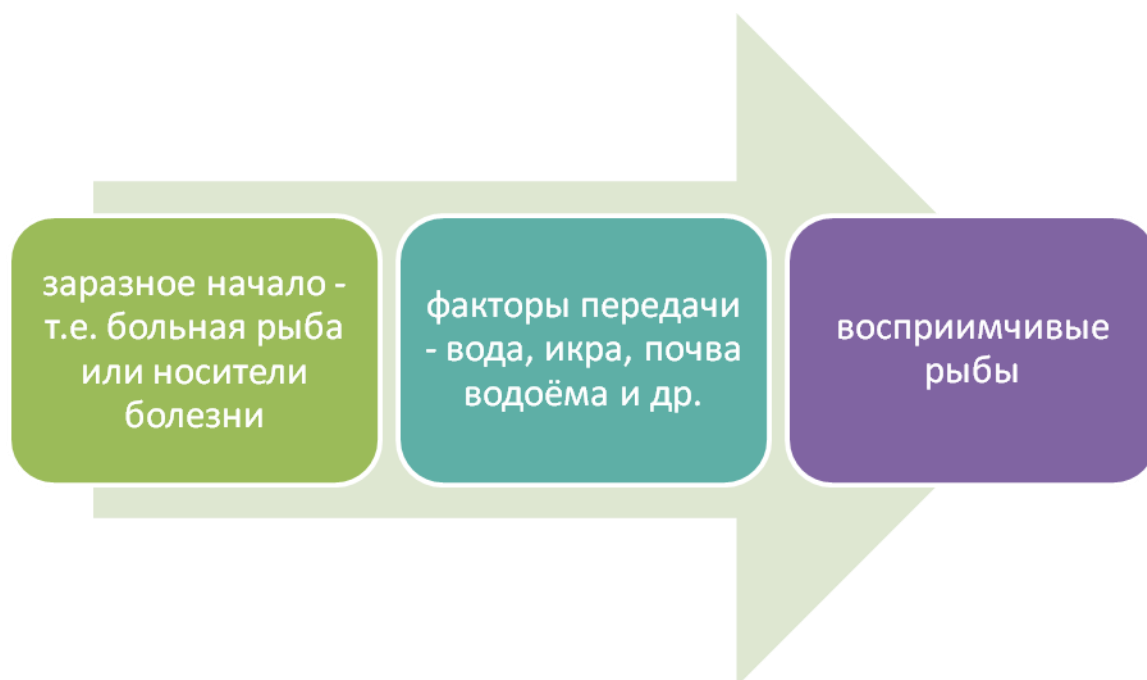 заразное начало -
т.е. больная рыба
или носители
болезни
факторы передачи
- вода, икра, почва
водоёма и др.
восприимчивые
рыбы